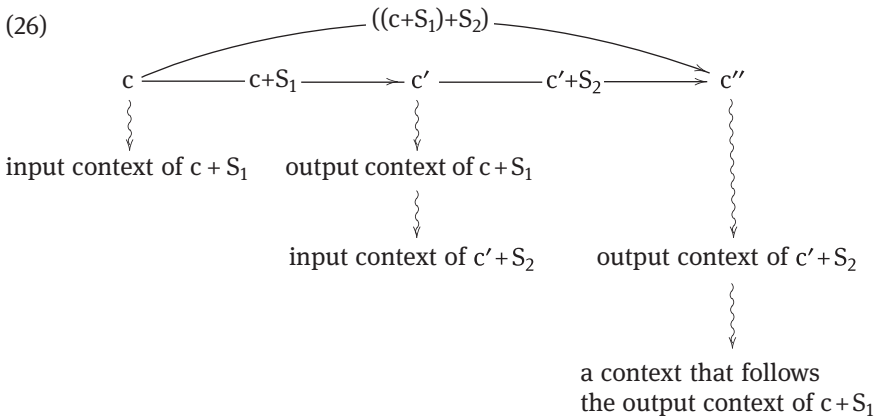 (26)
((c+S₁)+S₂)
c c+S₁ c′ c′+S₂ c′′
input context of c + S₁ output context of c+S₁
input context of c′+S₂ output context of c′+S₂
a context that follows
the output context of c+S₁